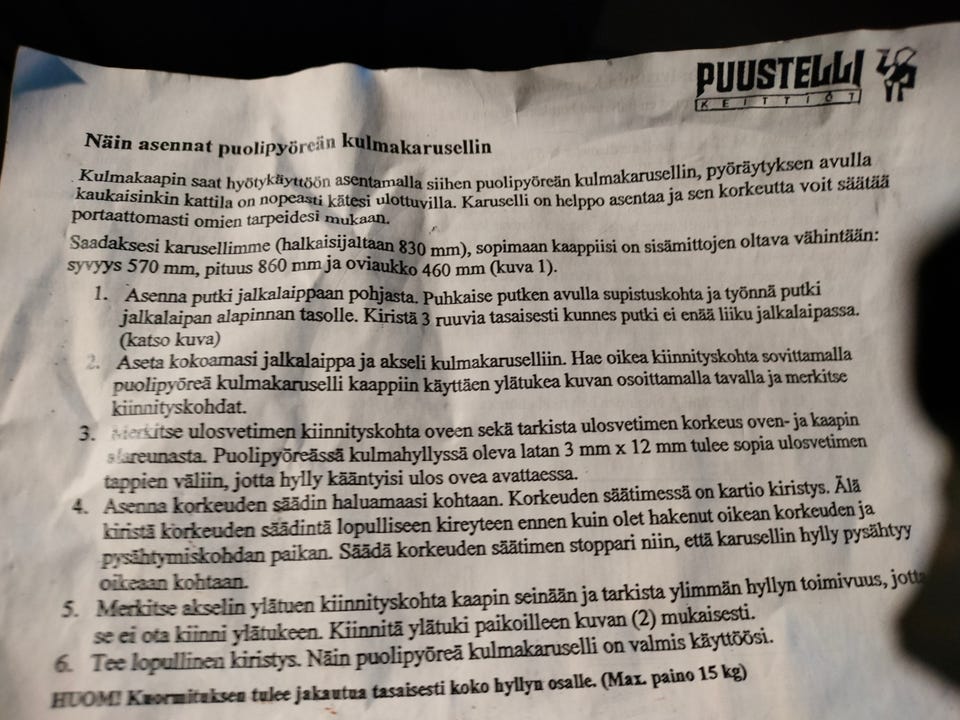 PUUSTELLI
KEITTIÖT
Näin asennat puolipyöreän kulmakarusellin
Kulmakaapin saat hyötykäyttöön asentamalla siihen puolipyöreän kulmakarusellin, pyöräytyksen avulla
kaukaisinkin kattila on nopeasti kätesi ulottuvilla. Karuselli on helppo asentaa ja sen korkeutta voit säätää
portaattomasti omien tarpeidesi mukaan.
Saadaksesi karusellimme (halkaisijaltaan 830 mm), sopimaan kaappiisi on sisämittojen oltava vähintään:
syvyys 570 mm, pituus 860 mm ja oviaukko 460 mm (kuva 1).
1. Asenna putki jalkalaippaan pohjasta. Puhkaise putken avulla supistuskohta ja työnnä putki
jalkalaipan alapinnan tasolle. Kiristä 3 ruuvia tasaisesti kunnes putki ei enää liiku jalkalaipassa.
(katso kuva)
2. Aseta kokoamasi jalkalaippa ja akseli kulmakaruselliin. Hae oikea kiinnityskohta sovittamalla
puolipyöreä kulmakaruselli kaappiin käyttäen ylätukea kuvan osoittamalla tavalla ja merkitse
kiinnityskohdat.
3. Merkitse ulosvetimen kiinnityskohta oveen sekä tarkista ulosvetimen korkeus oven- ja kaapin
alareunasta. Puolipyöreässä kulmahyllyssä oleva latan 3 mm x 12 mm tulee sopia ulosvetimen
tappien väliin, jotta hylly kääntyisi ulos ovea avattaessa.
4. Asenna korkeuden säädin haluamaasi kohtaan. Korkeuden säätimessä on kartio kiristys. Älä
kiristä korkeuden säädintä lopulliseen kireyteen ennen kuin olet hakenut oikean korkeuden ja
pysähtymiskohdan paikan. Säädä korkeuden säätimen stoppari niin, että karusellin hylly pysähtyy
oikeaan kohtaan.
5. Merkitse akselin ylätuen kiinnityskohta kaapin seinään ja tarkista ylimmän hyllyn toimivuus, jotta
se ei ota kiinni ylätukeen. Kiinnitä ylätuki paikoilleen kuvan (2) mukaisesti.
6. Tee lopullinen kiristys. Näin puolipyöreä kulmakaruselli on valmis käyttöösi.
HUOM! Kuormituksen tulee jakautua tasaisesti koko hyllyn osalle. (Max. paino 15 kg)